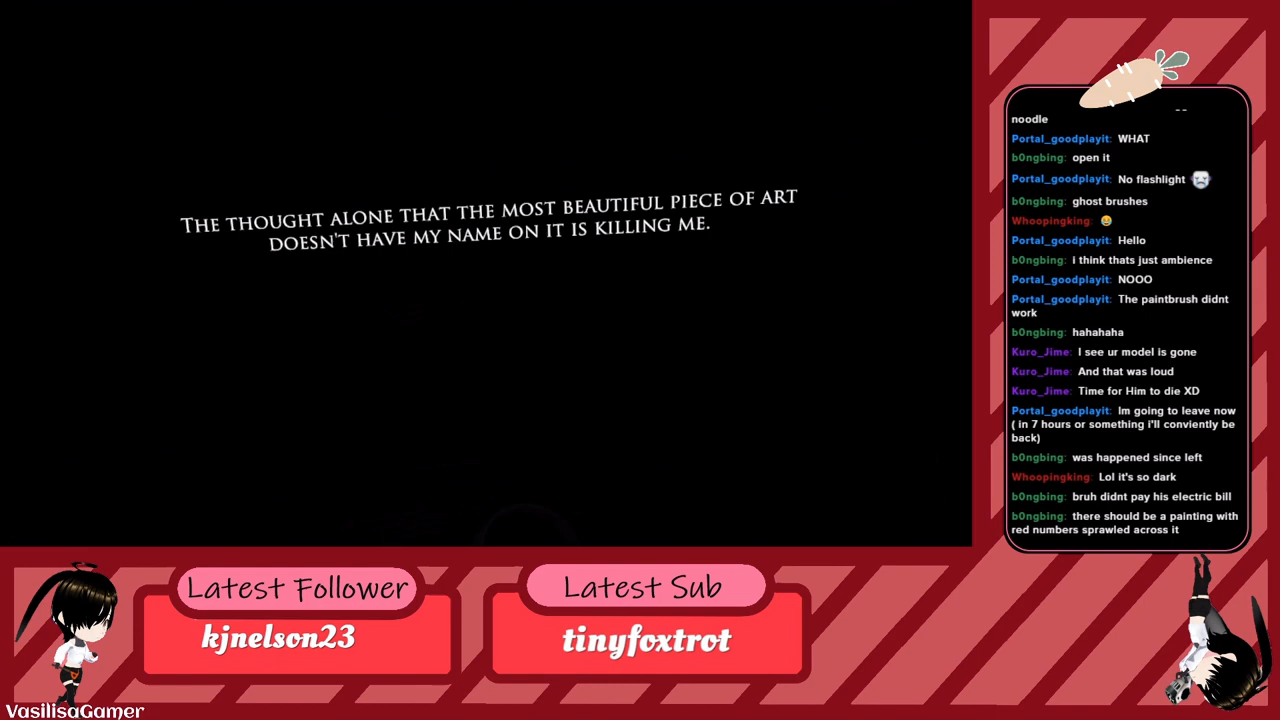 THE THOUGHT ALONE THAT THE MOST BEAUTIFUL PIECE OF ART
DOESN'T HAVE MY NAME ON IT IS KILLING ME.
noodle
Portal_goodplayit: WHAT
b0ngbing: open it
Portal_goodplayit: No flashlight
b0ngbing: ghost brushes
Whoopingking: 😂
Portal_goodplayit: Hello
b0ngbing: i think thats just ambience
Portal_goodplayit: NOOO
Portal_goodplayit: The paintbrush didnt
work
b0ngbing: hahahaha
Kuro_Jime: I see ur model is gone
Kuro_Jime: And that was loud
Kuro_Jime: Time for Him to die XD
Portal_goodplayit: Im going to leave now
( in 7 hours or something i'll conviently be
back)
b0ngbing: was happened since left
Whoopingking: Lol it's so dark
b0ngbing: bruh didnt pay his electric bill
b0ngbing: there should be a painting with
red numbers sprawled across it
Latest Follower
kjnelson23
Latest Sub
tinyfoxtrot
VasilisaGamer